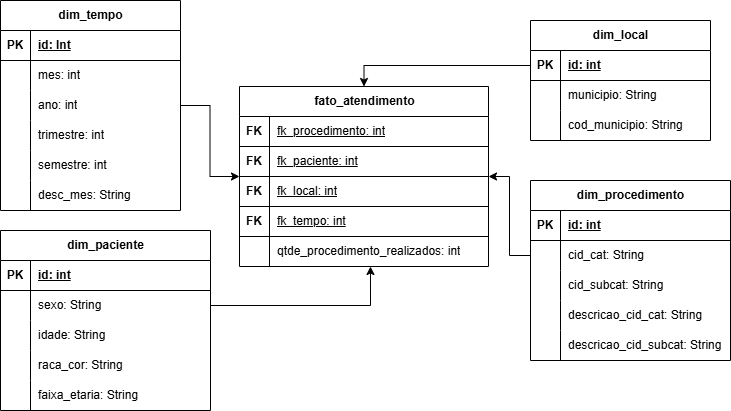 dim_tempo
PK id: Int
mes: int
ano: int
trimestre: int
semestre: int
desc_mes: String
dim_local
PK id: int
municipio: String
cod_municipio: String
fato_atendimento
FK fk_procedimento: int
FK fk_paciente: int
FK fk_local: int
FK fk_tempo: int
qtde_procedimento_realizados: int
dim_paciente
PK id: int
sexo: String
idade: String
raca_cor: String
faixa_etaria: String
dim_procedimento
PK id: int
cid_cat: String
cid_subcat: String
descricao_cid_cat: String
descricao_cid_subcat: String